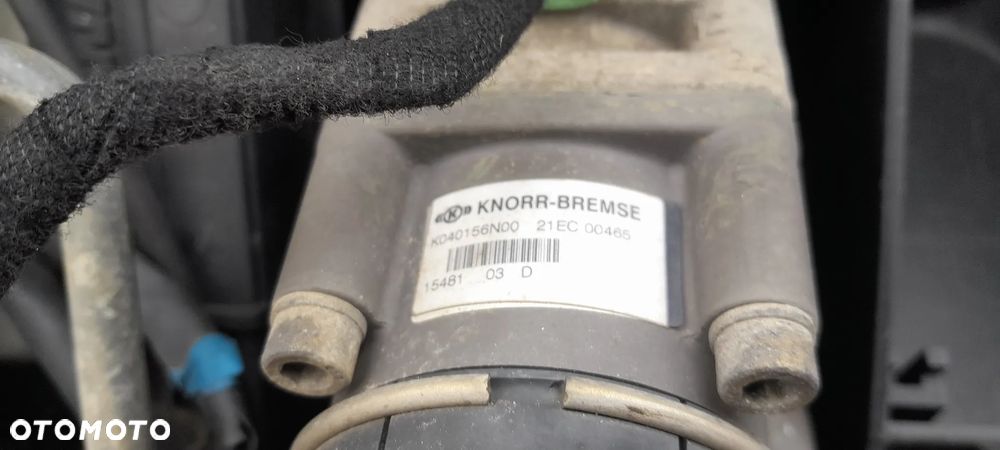 KNORR-BREMSE
K040156N00 21EC 00465
15481 03 D
OTOMOTO